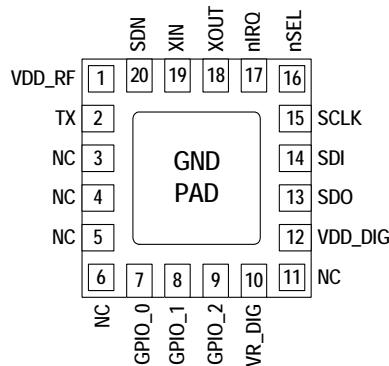 SDN XIN XOUT nIRQ nSEL
20 19 18 17 16
VDD_RF 1
TX 2 15 SCLK
NC 3 14 SDI
NC 4 13 SDO
NC 5 12 VDD_DIG
GND
PAD
6 7 8 9 10 11 NC
NC GPIO_0 GPIO_1 GPIO_2 VR_DIG